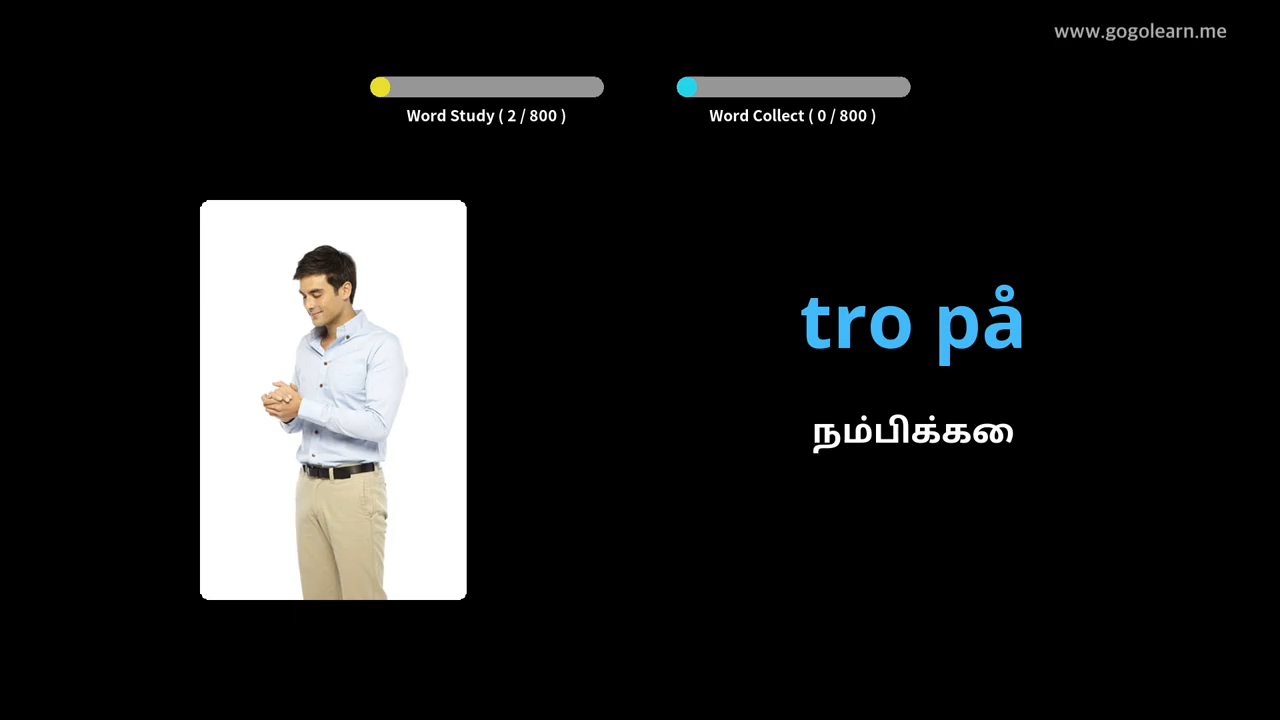 www.gogolearn.me
Word Study ( 2 / 800 )
Word Collect ( 0 / 800 )
tro på
நம்பிக்கை